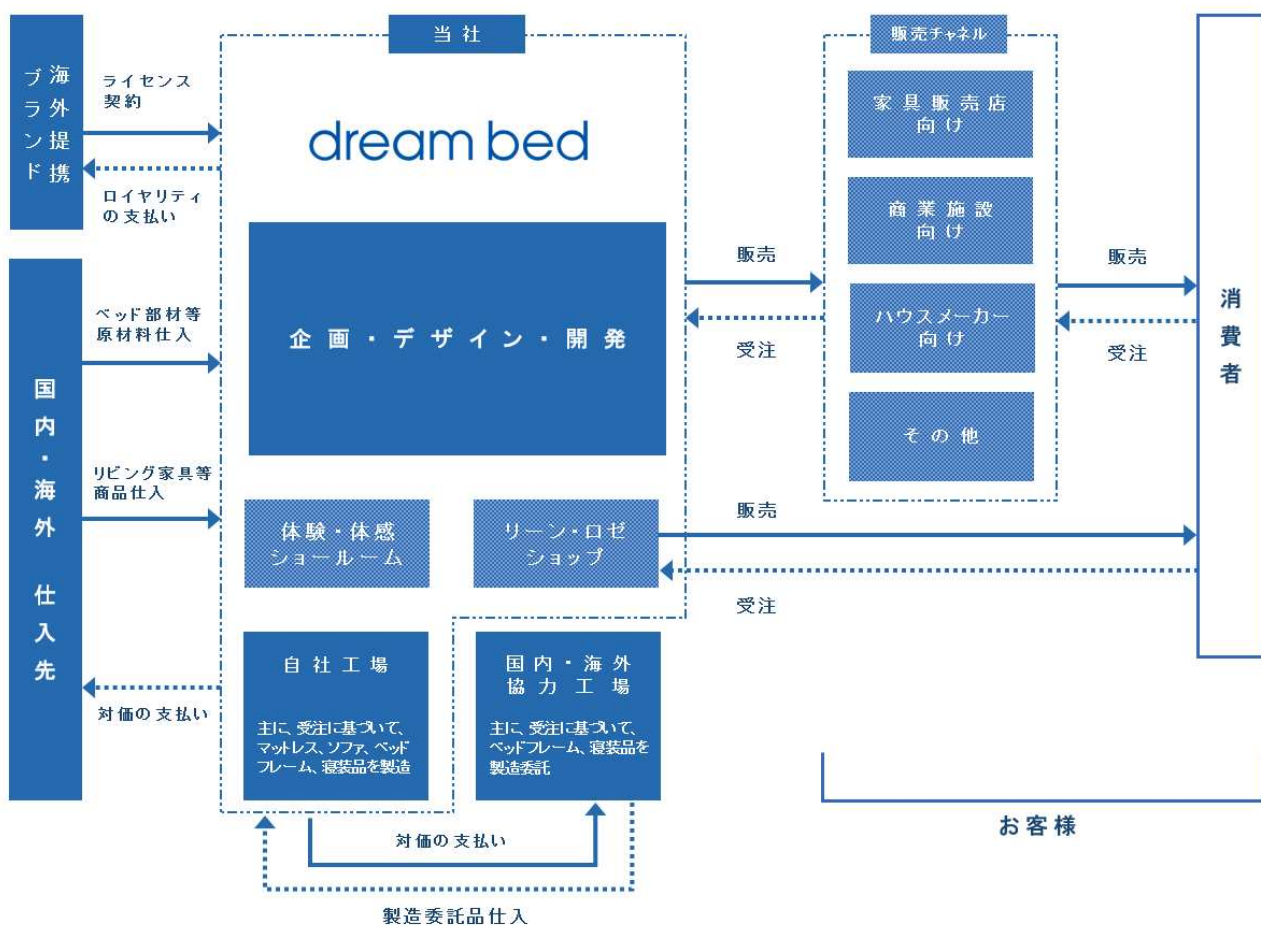 海外提携
ブランド
ライセンス
契約
ロイヤリティ
の支払い
国内・海外 仕入先
ベッド部材等
原材料仕入
リビング家具等
商品仕入
対価の支払い
当社
dream bed
企画・デザイン・開発
体験・体感
ショールーム
リーン・ロゼ
ショップ
自社工場
主に、受注に基づいて、
マットレス、ソファ、ベッド
フレーム、寝装品を製造
国内・海外
協力工場
主に、受注に基づいて、
ベッドフレーム、寝装品を
製造委託
対価の支払い
製造委託品仕入
販売
受注
販売チャネル
家具販売店
向け
商業施設
向け
ハウスメーカー
向け
その他
販売
受注
販売
受注
消費者
お客様